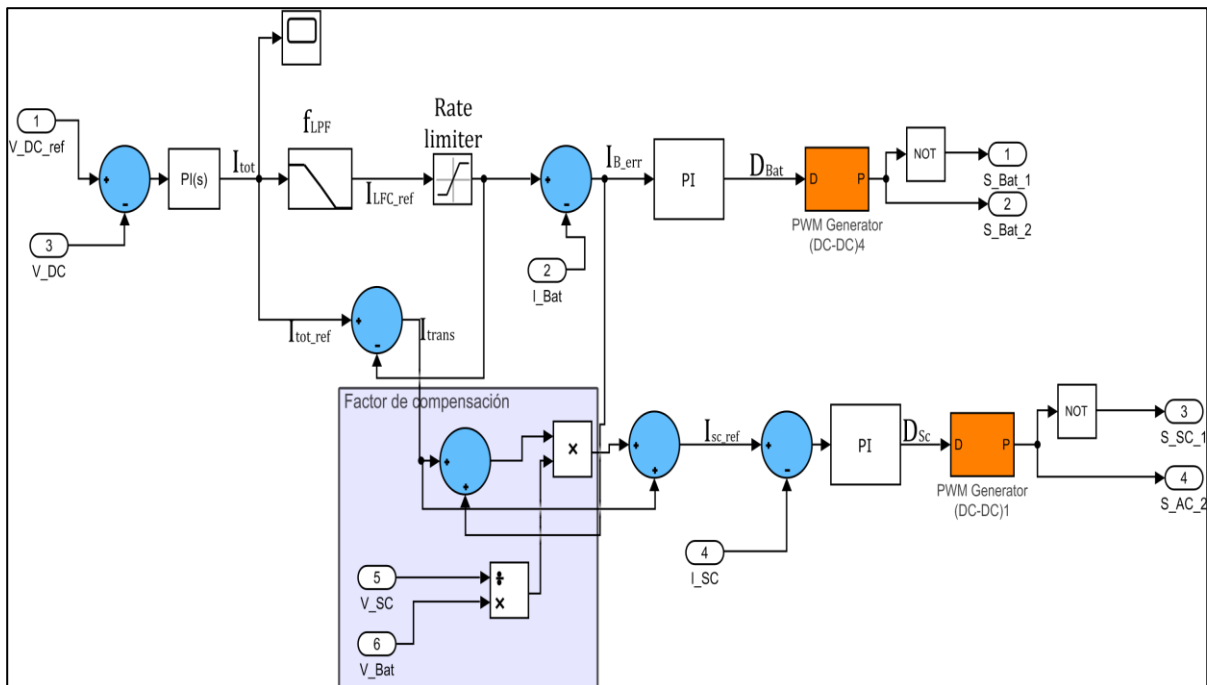 1
V_DC_ref
3
V_DC
+
-
PI(s)
Itot
fLPF
ILFC_ref
Rate
limiter
+
-
2
I_Bat
IB_err
PI
DBat
D
P
PWM Generator
(DC-DC)4
NOT
1
S_Bat_1
2
S_Bat_2
Itot_ref
+
-
Itrans
Factor de compensación
+
+
×
5
V_SC
6
V_Bat
÷
×
+
+
Isc_ref
+
-
4
I_SC
PI
DSc
D
P
PWM Generator
(DC-DC)1
NOT
3
S_SC_1
4
S_AC_2